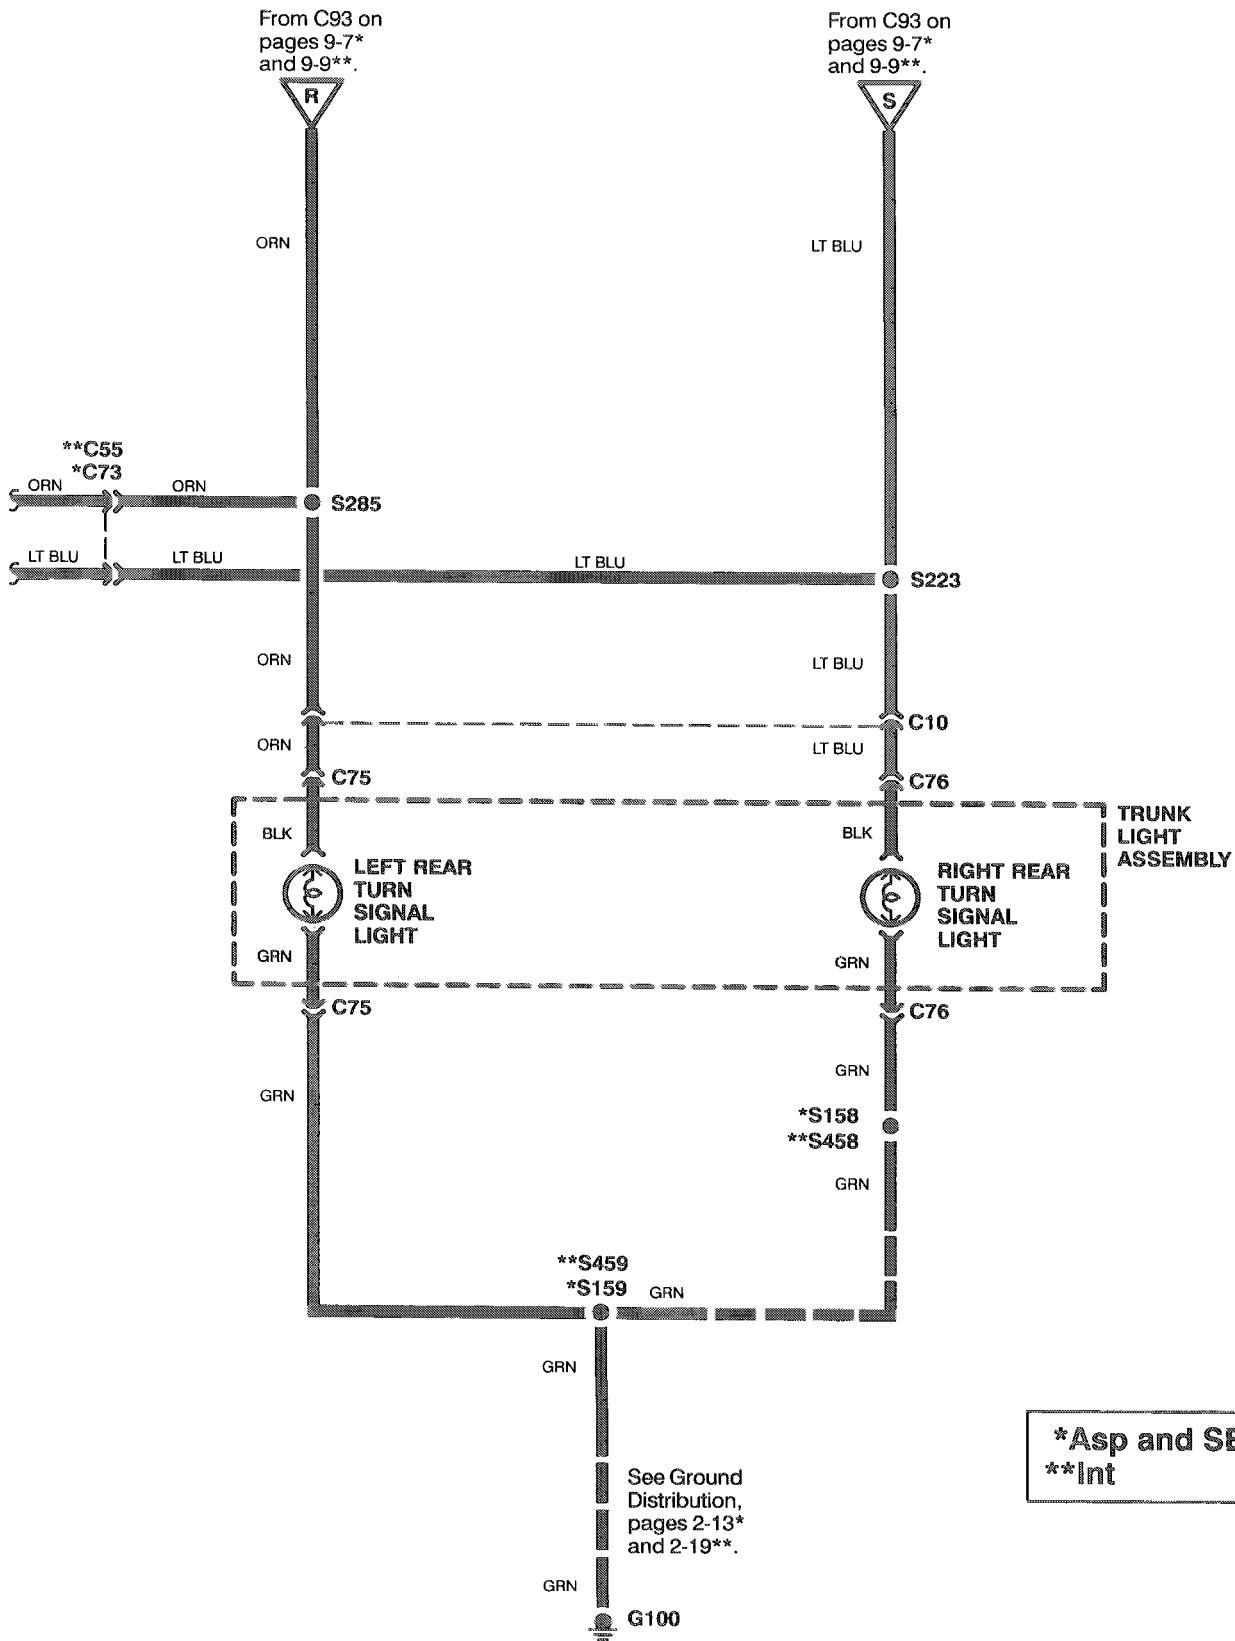 From C93 on
pages 9-7*
and 9-9**.
From C93 on
pages 9-7*
and 9-9**.
R
S
ORN
LT BLU
**C55
*C73
ORN
ORN
S285
LT BLU
LT BLU
LT BLU
S223
ORN
LT BLU
C10
ORN
LT BLU
C75
C76
TRUNK
LIGHT
ASSEMBLY
BLK
BLK
LEFT REAR
TURN
SIGNAL
LIGHT
RIGHT REAR
TURN
SIGNAL
LIGHT
GRN
GRN
C75
C76
GRN
GRN
*S158
**S458
GRN
**S459
*S159
GRN
GRN
*Asp and SE
**Int
See Ground
Distribution,
pages 2-13*
and 2-19**.
GRN
G100